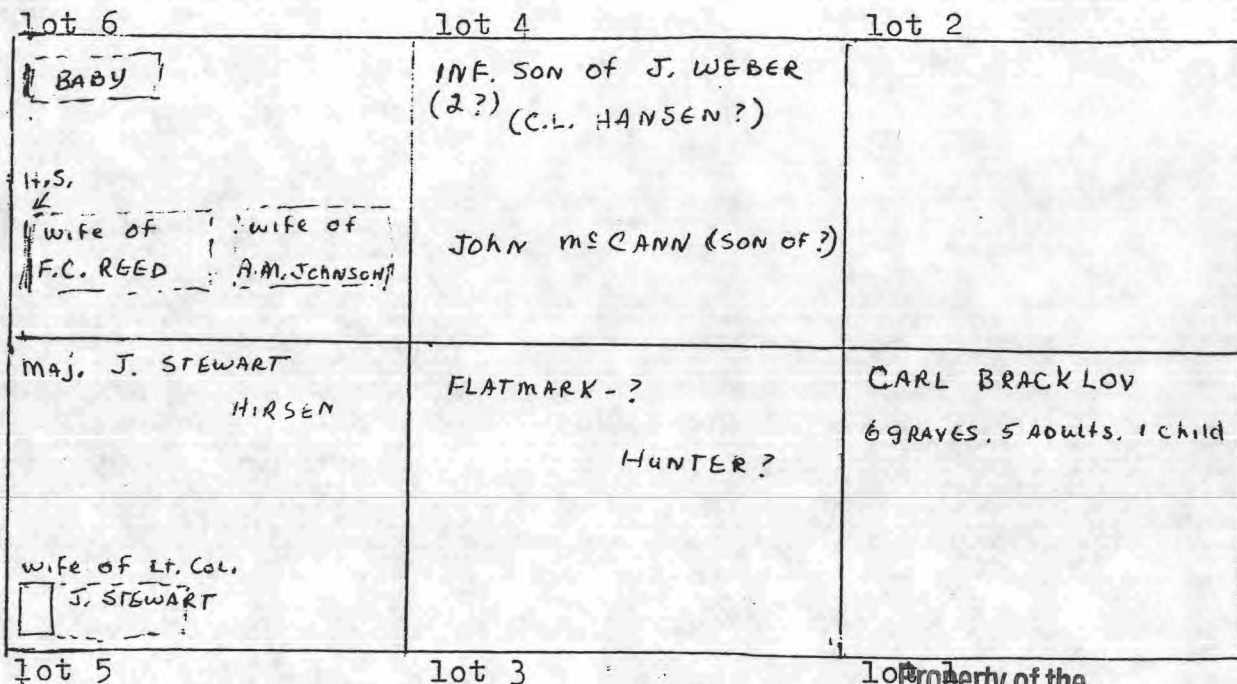 lot 6
lot 4
lot 2
BABY
INF. SON of J. WEBER
(2?) (C.L. HANSEN?)
H.S.
wife of
F.C. REED
wife of
A.M. JOHNSON
JOHN McCANN (SON OF?)
MAJ. J. STEWART
HIRSEN
FLATMARK - ?
HUNTER ?
CARL BRACKLOV
6 GRAVES. 5 ADULTS. 1 child
wife of Lt. Col.
J. STEWART
lot 5
lot 3
lot
Property of the